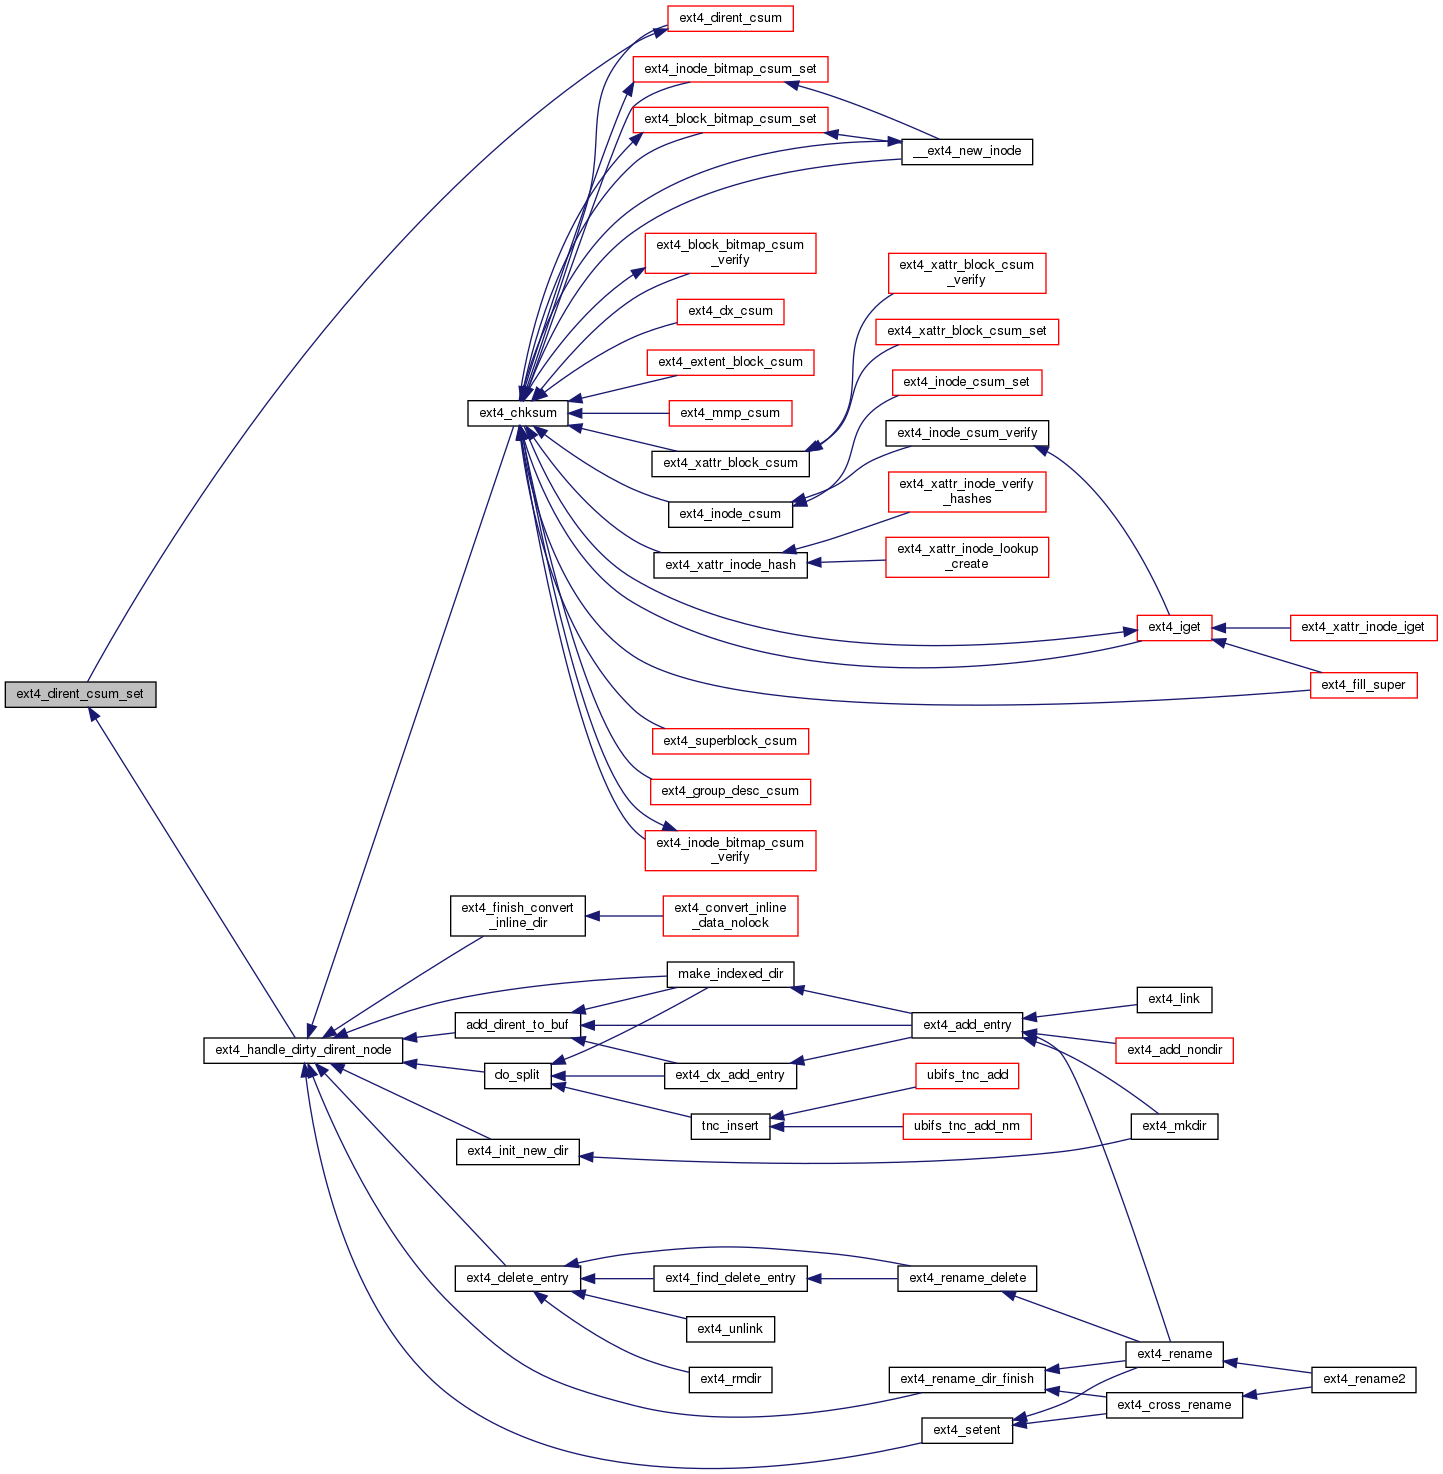 ext4_dirent_csum
ext4_inode_bitmap_csum_set
ext4_block_bitmap_csum_set
__ext4_new_inode
ext4_block_bitmap_csum
_verify
ext4_xattr_block_csum
_verify
ext4_dx_csum
ext4_xattr_block_csum_set
ext4_extent_block_csum
ext4_inode_csum_set
ext4_chksum
ext4_mmp_csum
ext4_inode_csum_verify
ext4_xattr_block_csum
ext4_xattr_inode_verify
_hashes
ext4_inode_csum
ext4_xattr_inode_lookup
_create
ext4_xattr_inode_hash
ext4_iget
ext4_xattr_inode_iget
ext4_fill_super
ext4_dirent_csum_set
ext4_superblock_csum
ext4_group_desc_csum
ext4_inode_bitmap_csum
_verify
ext4_finish_convert
_inline_dir
ext4_convert_inline
_data_nolock
make_indexed_dir
ext4_link
add_dirent_to_buf
ext4_add_entry
ext4_handle_dirty_dirent_node
ext4_add_nondir
do_split
ext4_dx_add_entry
ubifs_tnc_add
tnc_insert
ubifs_tnc_add_nm
ext4_mkdir
ext4_init_new_dir
ext4_delete_entry
ext4_find_delete_entry
ext4_rename_delete
ext4_unlink
ext4_rename
ext4_rmdir
ext4_rename_dir_finish
ext4_rename2
ext4_cross_rename
ext4_setent